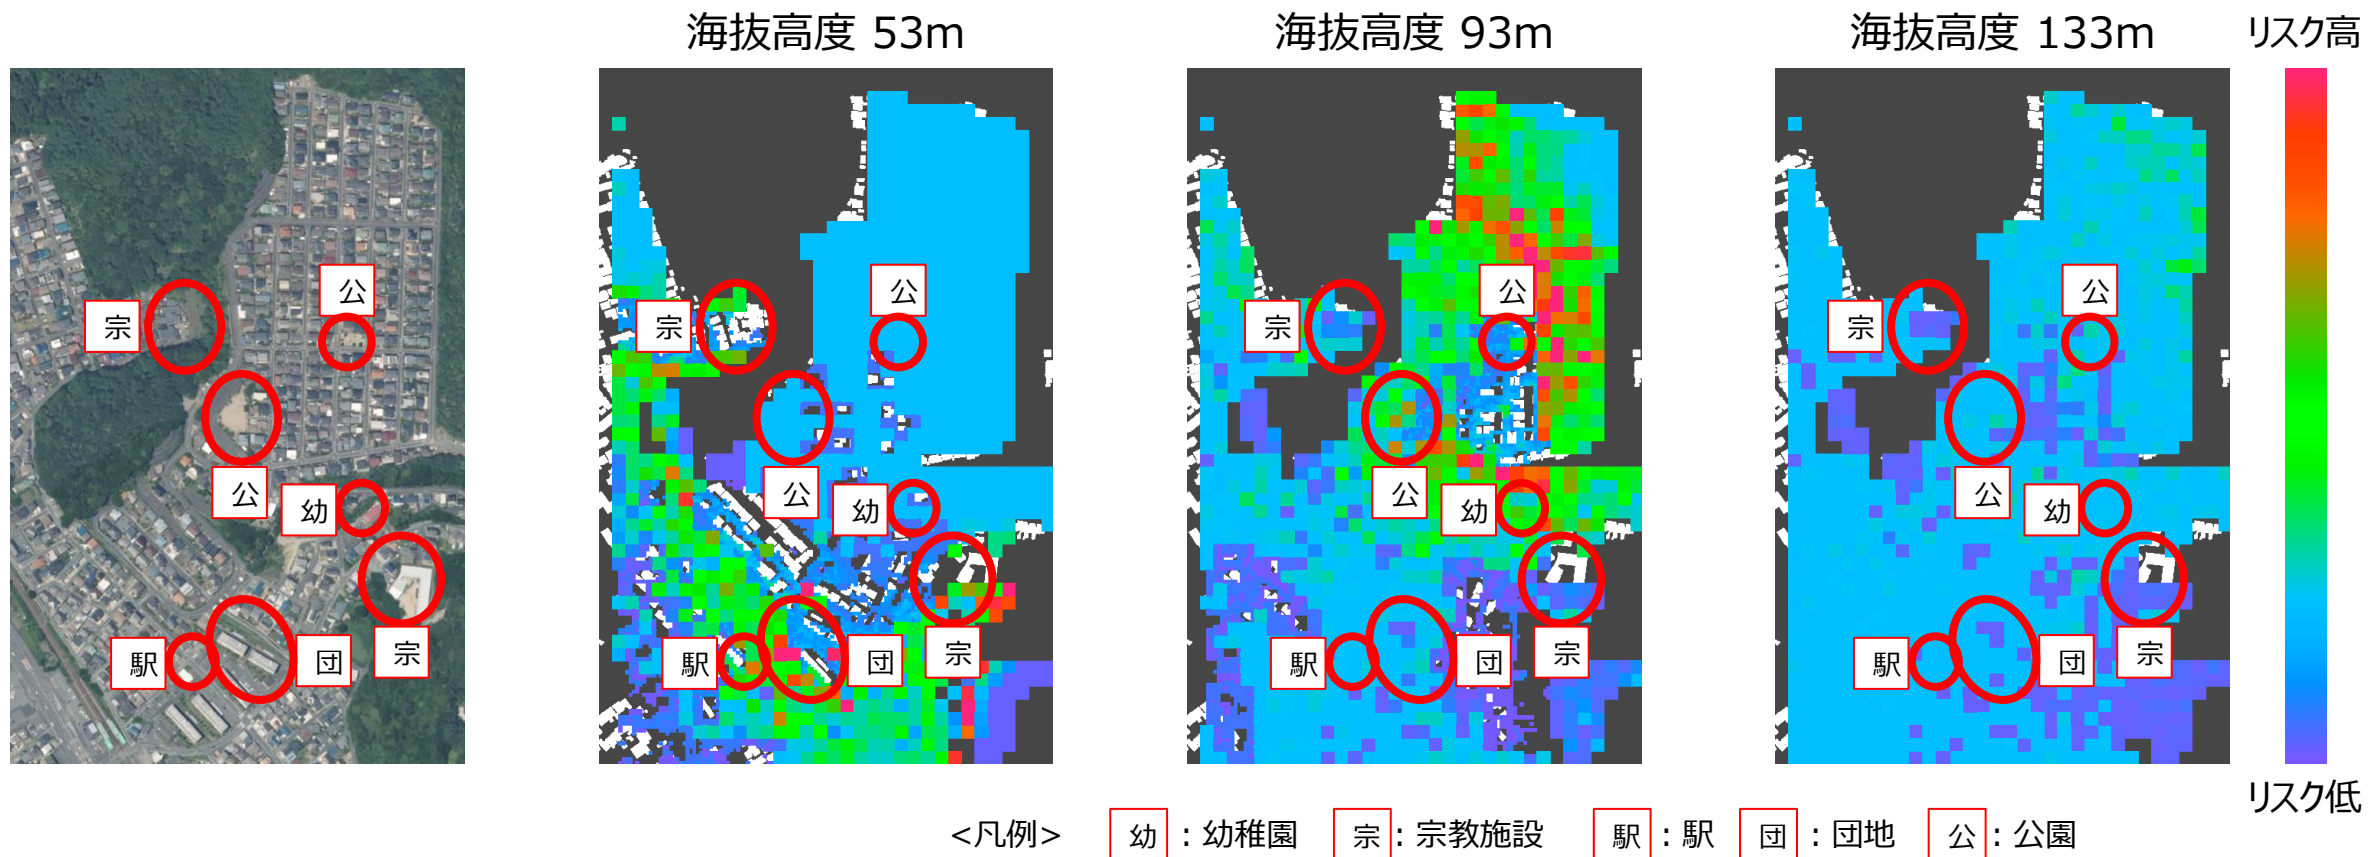 海抜高度 53m
海抜高度 93m
海抜高度 133m
リスク高
公
宗
公
幼
駅
団
宗
公
宗
公
幼
駅
団
宗
公
宗
公
幼
駅
団
宗
公
宗
公
幼
駅
団
宗
リスク低
<凡例>
幼 : 幼稚園
宗 : 宗教施設
駅 : 駅
団 : 団地
公 : 公園